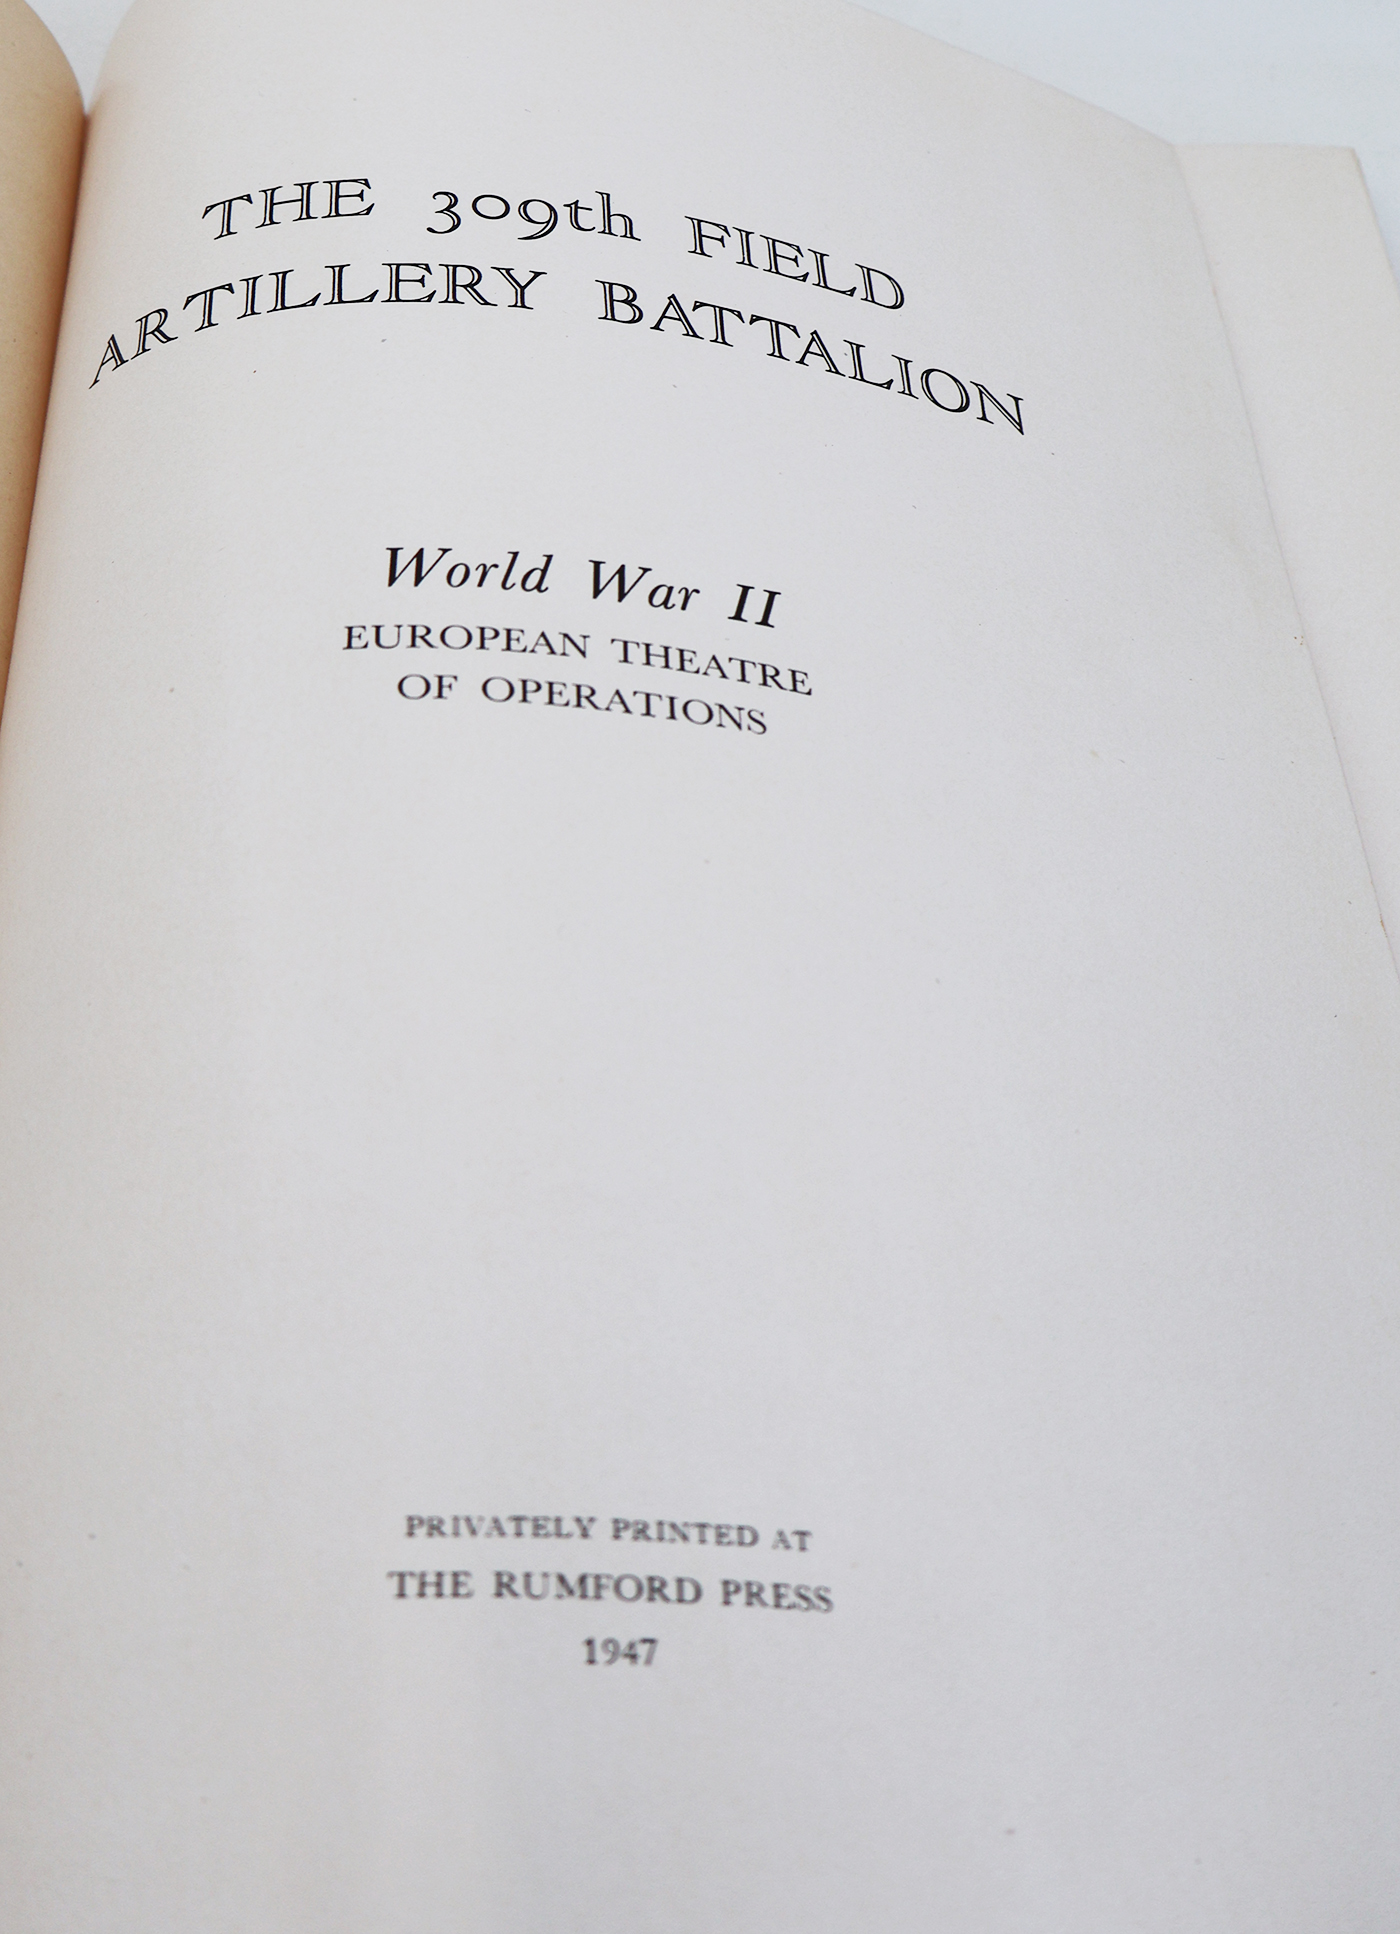 THE 309th FIELD
ARTILLERY BATTALION
World War II
EUROPEAN THEATRE
OF OPERATIONS
PRIVATELY PRINTED AT
THE RUMFORD PRESS
1947